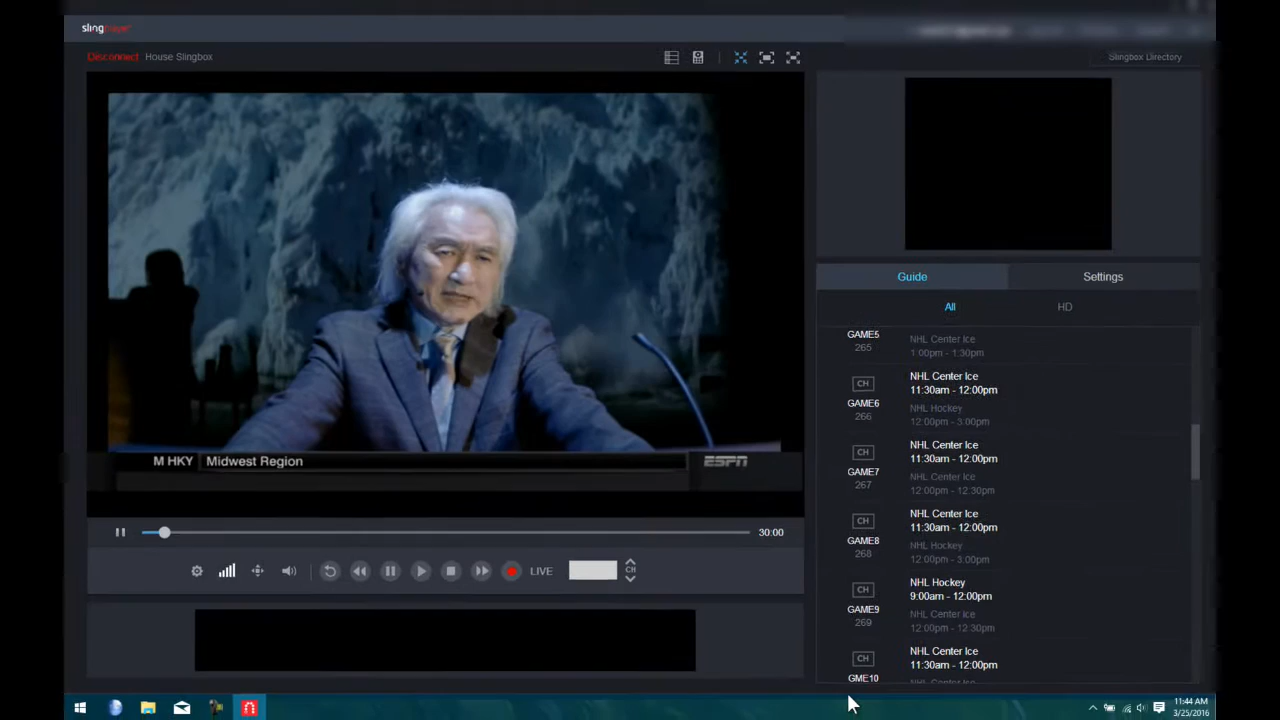 slingplayer
Disconnect House Slingbox
Slingbox Directory
M HKY Midwest Region
ESPN
30:00
LIVE
CH
Guide Settings
All HD
GAME5
265
NHL Center Ice
1:00pm - 1:30pm
CH
GAME6
266
NHL Center Ice
11:30am - 12:00pm
NHL Hockey
12:00pm - 3:00pm
CH
GAME7
267
NHL Center Ice
11:30am - 12:00pm
NHL Center Ice
12:00pm - 12:30pm
CH
GAME8
268
NHL Center Ice
11:30am - 12:00pm
NHL Hockey
12:00pm - 3:00pm
CH
GAME9
269
NHL Hockey
9:00am - 12:00pm
NHL Center Ice
12:00pm - 12:30pm
CH
GME10
NHL Center Ice
11:30am - 12:00pm
NHL Center Ice
11:44 AM
3/25/2016